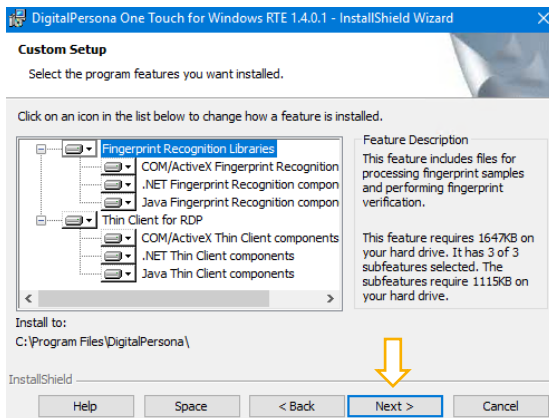 DigitalPersona One Touch for Windows RTE 1.4.0.1 - InstallShield Wizard
Custom Setup
Select the program features you want installed.
Click on an icon in the list below to change how a feature is installed.
Fingerprint Recognition Libraries
COM/ActiveX Fingerprint Recognition
.NET Fingerprint Recognition compon
Java Fingerprint Recognition compon
Thin Client for RDP
COM/ActiveX Thin Client components
.NET Thin Client components
Java Thin Client components
Feature Description
This feature includes files for
processing fingerprint samples
and performing fingerprint
verification.
This feature requires 1647KB on
your hard drive. It has 3 of 3
subfeatures selected. The
subfeatures require 1115KB on
your hard drive.
Install to:
C:\Program Files\DigitalPersona\
InstallShield
Help
Space
< Back
Next >
Cancel